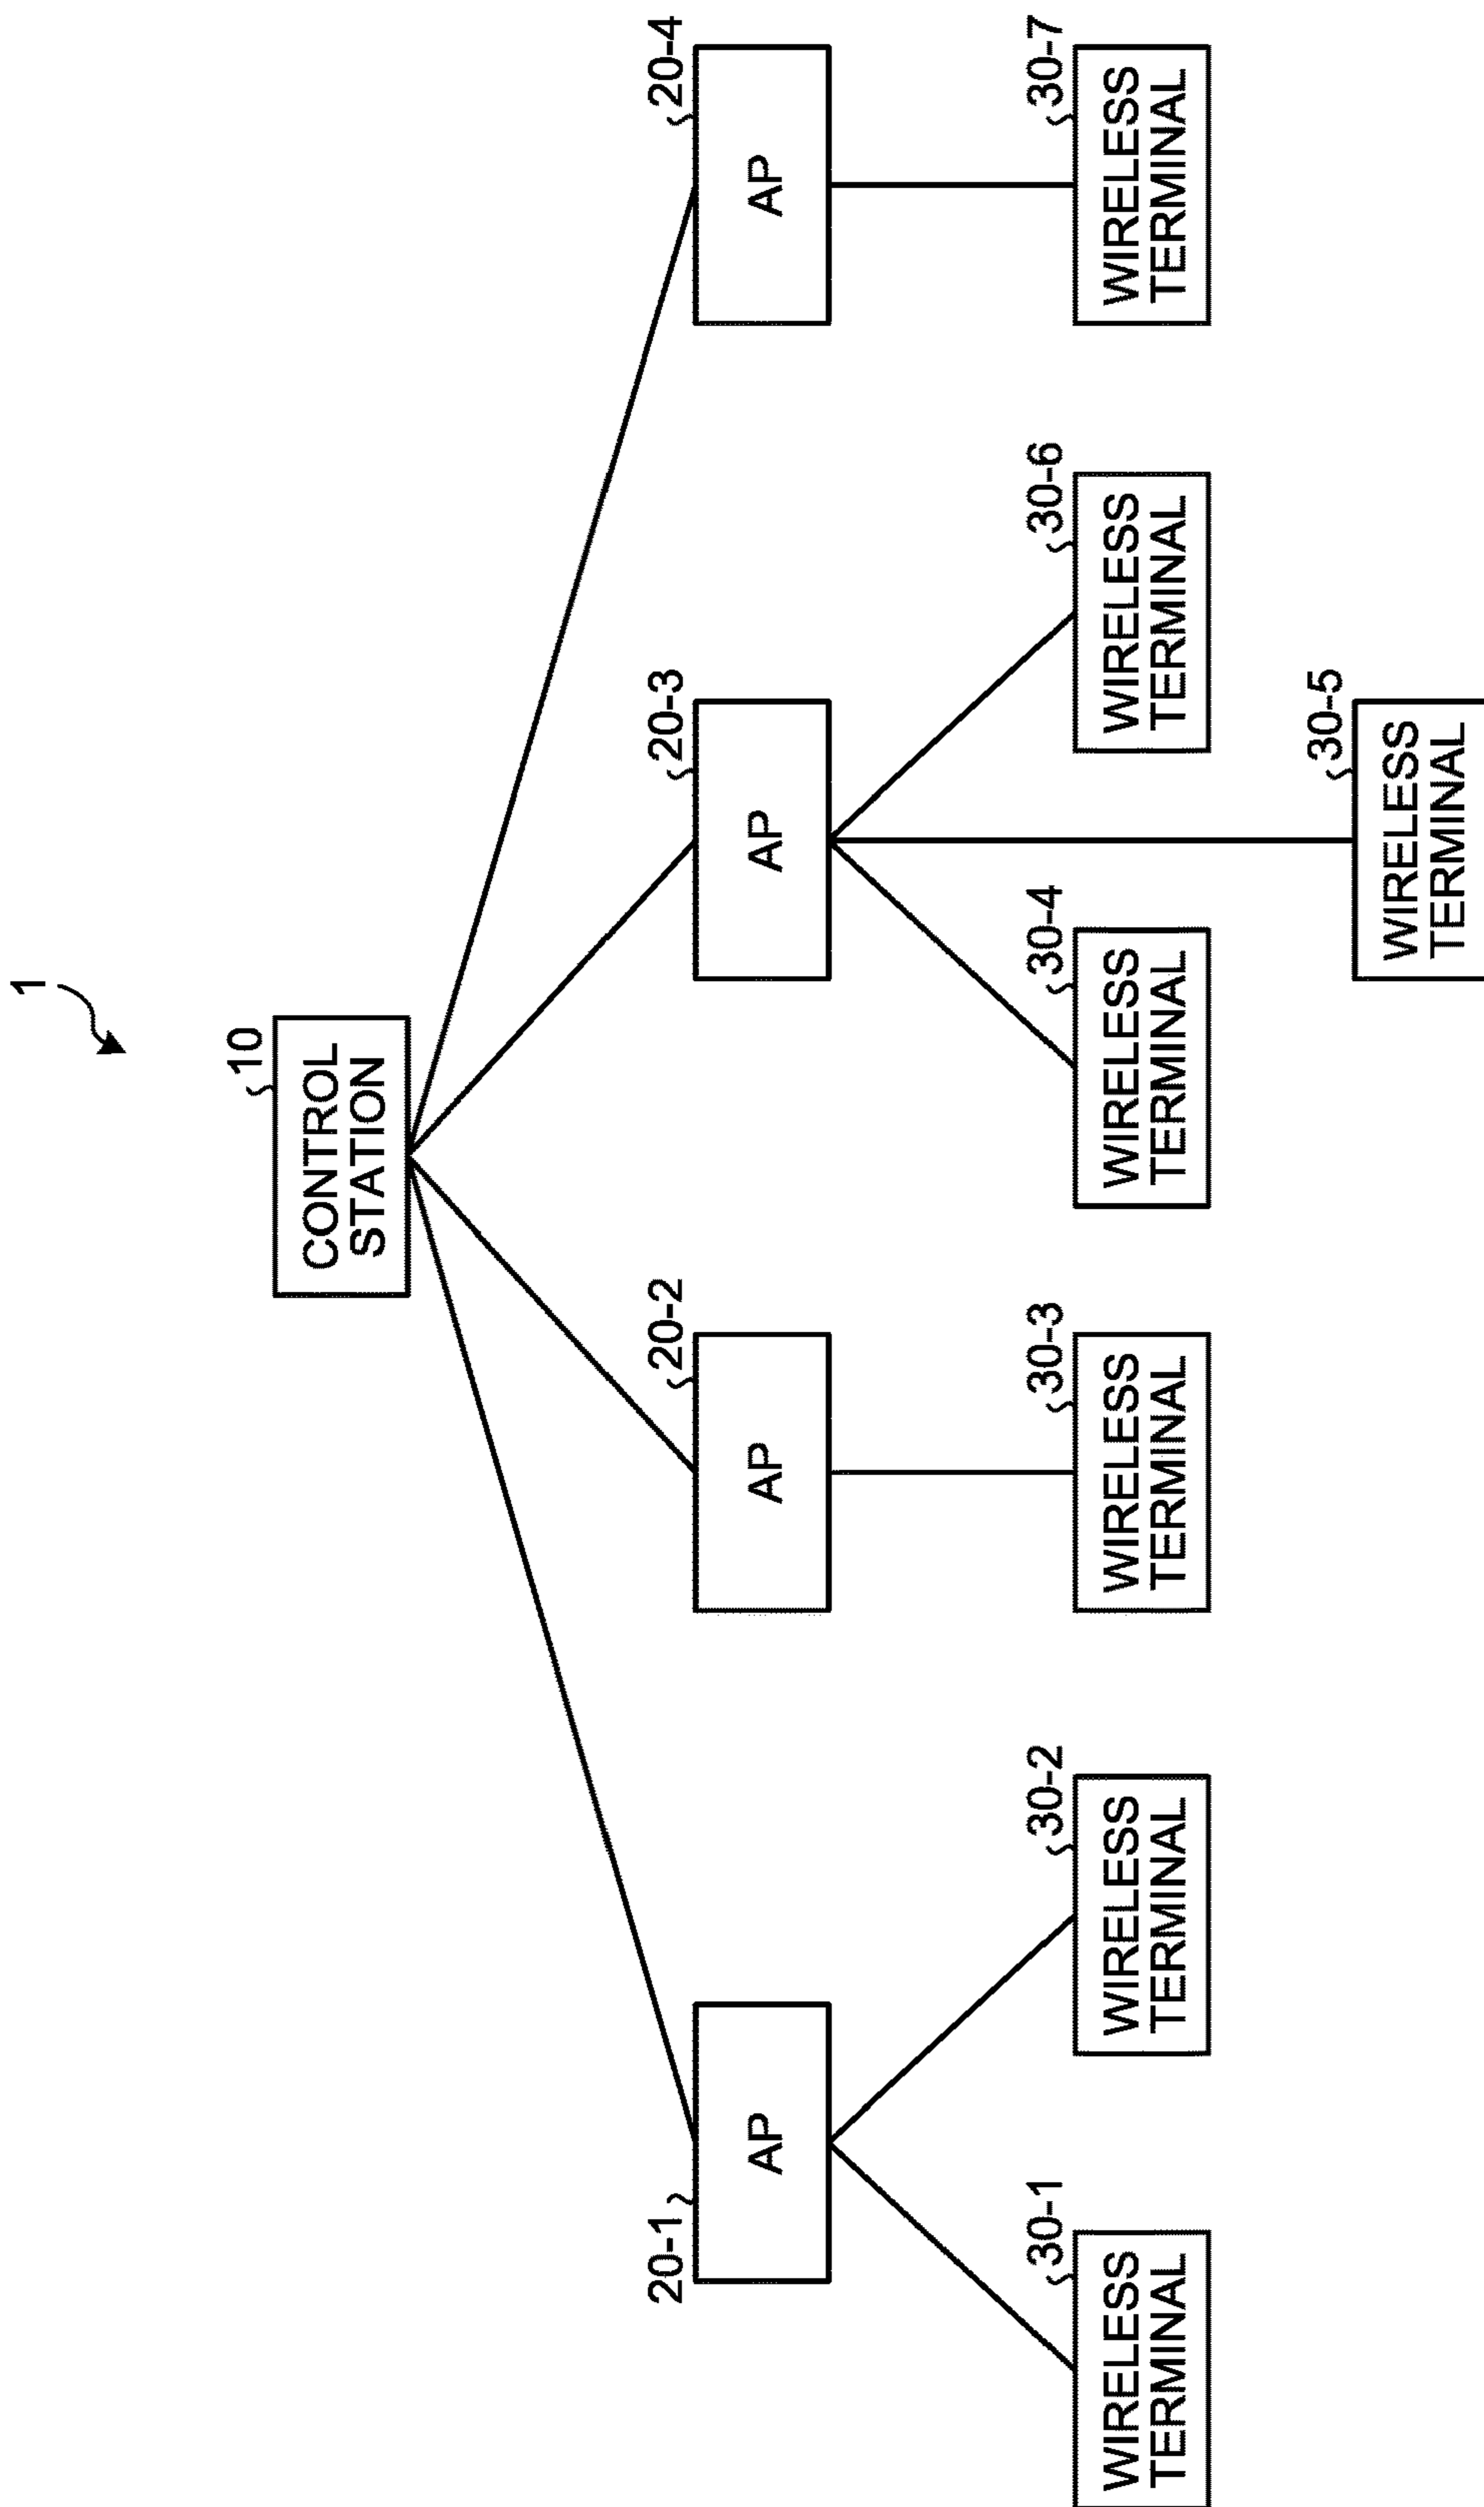 1
10
CONTROL
STATION
20-1
AP
20-2
AP
20-3
AP
20-4
AP
30-1
WIRELESS
TERMINAL
30-2
WIRELESS
TERMINAL
30-3
WIRELESS
TERMINAL
30-4
WIRELESS
TERMINAL
30-6
WIRELESS
TERMINAL
30-7
WIRELESS
TERMINAL
30-5
WIRELESS
TERMINAL